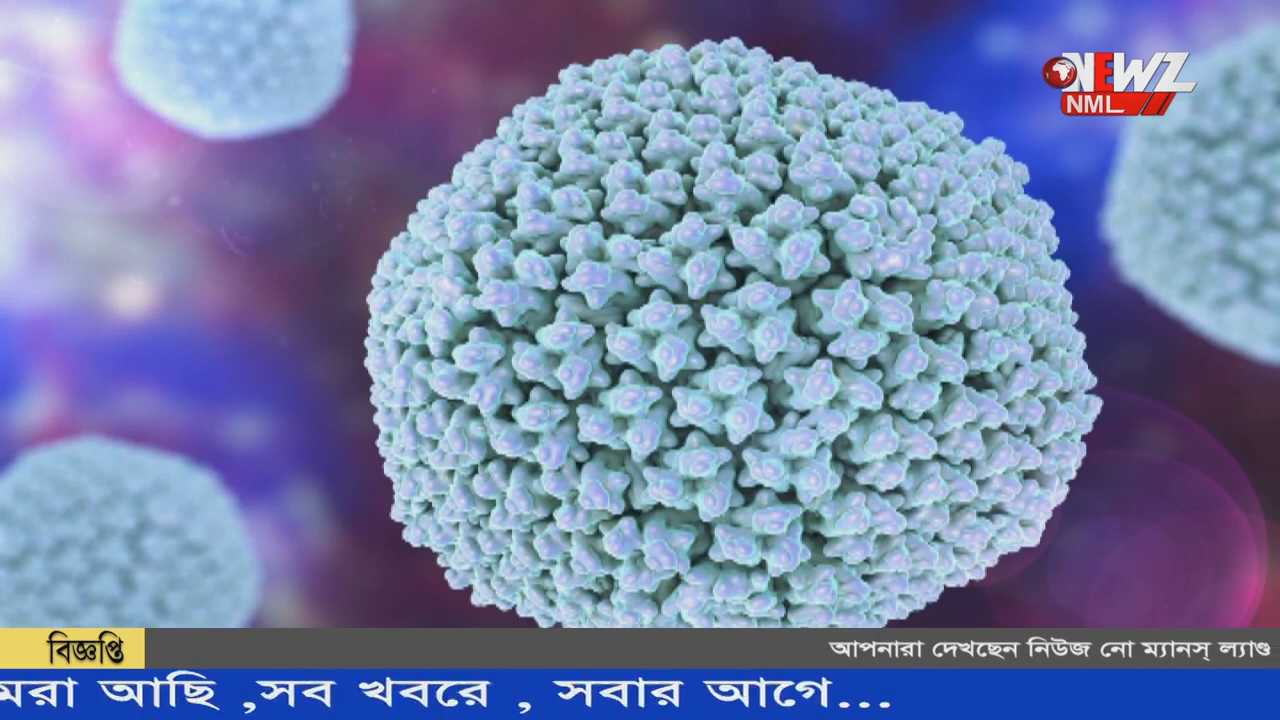 NEWZ
NML
বিজ্ঞপ্তি
আপনারা দেখছেন নিউজ নো ম্যানস্ ল্যাণ্ড
মরা আছি ,সব খবরে , সবার আগে...